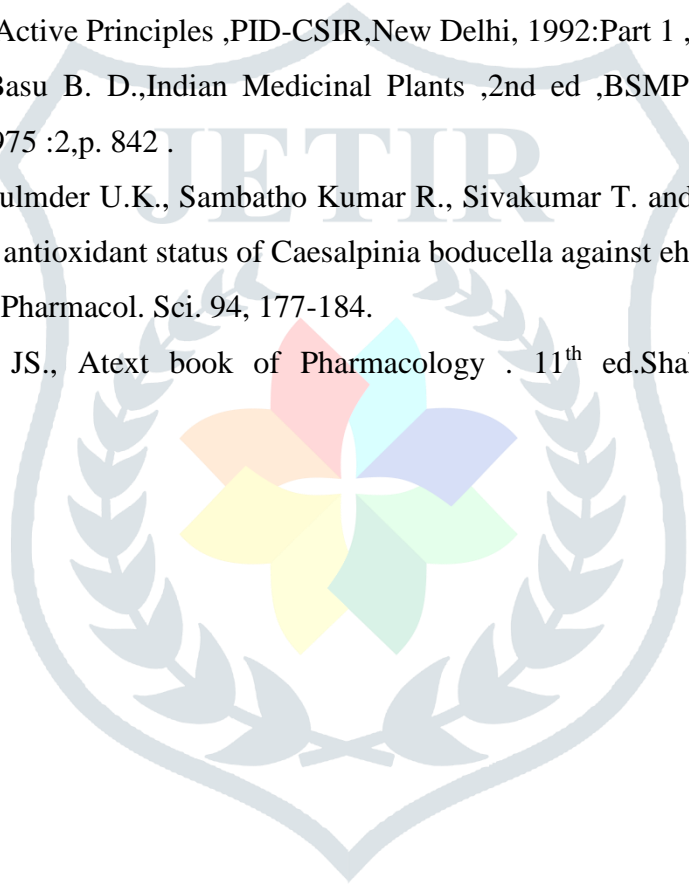 Active Principles ,PID-CSIR,New Delhi, 1992:Part 1 ,
Basu B. D.,Indian Medicinal Plants ,2nd ed ,BSMP
975 :2,p. 842 .
ulmder U.K., Sambatho Kumar R., Sivakumar T. and
antioxidant status of Caesalpinia boducella against eh
Pharmacol. Sci. 94, 177-184.
JS., Atext book of Pharmacology . 11th ed.Shal
JETIR